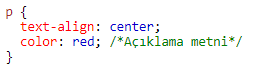 p {
  text-align: center;
  color: red; /*Açıklama metni*/
}